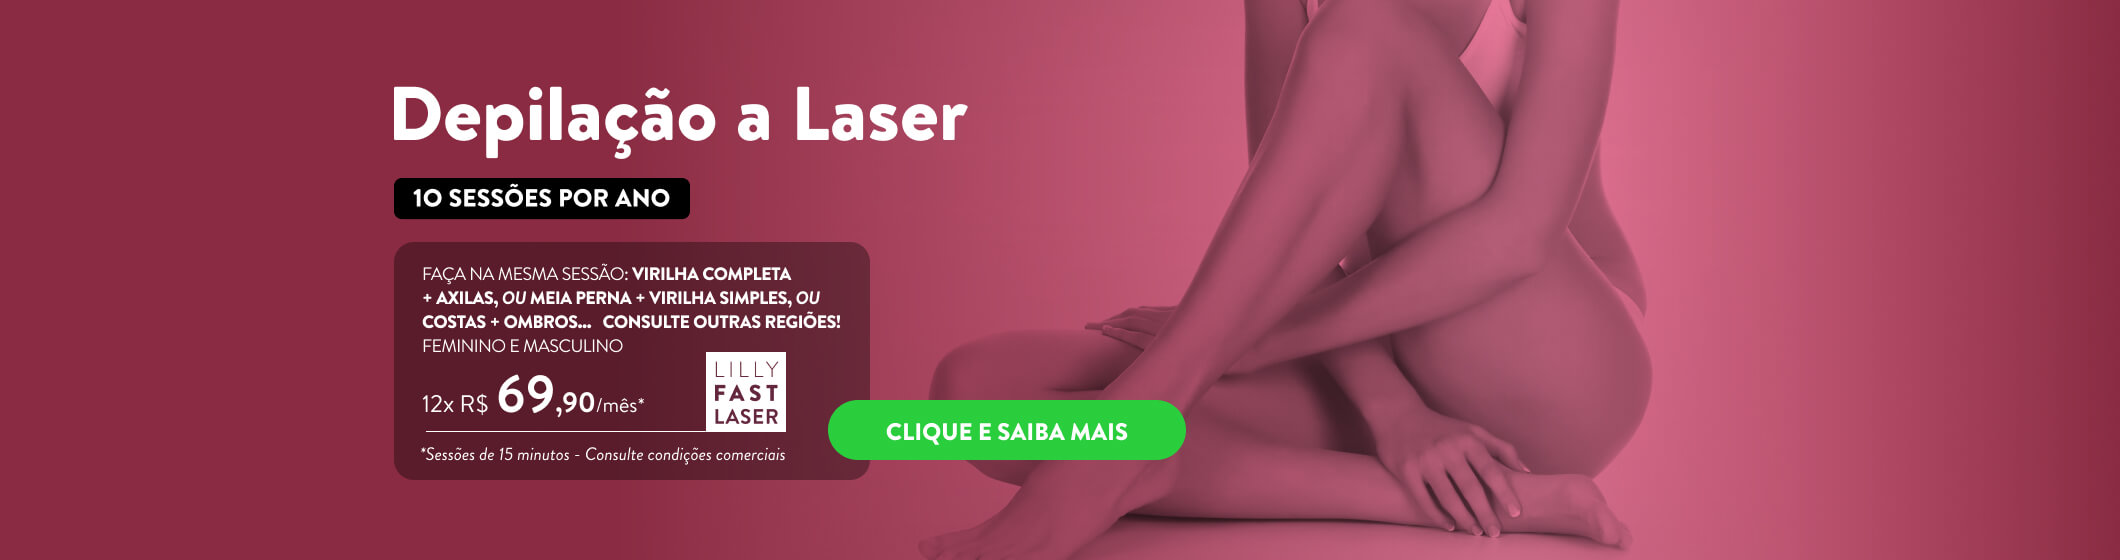 Depilação a Laser
10 SESSÕES POR ANO
FAÇA NA MESMA SESSÃO: VIRILHA COMPLETA
+ AXILAS, OU MEIA PERNA + VIRILHA SIMPLES, OU
COSTAS + OMBROS... CONSULTE OUTRAS REGIÕES!
FEMININO E MASCULINO
12x R$ 69,90/mês*
LILLY
FAST
LASER
*Sessões de 15 minutos - Consulte condições comerciais
CLIQUE E SAIBA MAIS